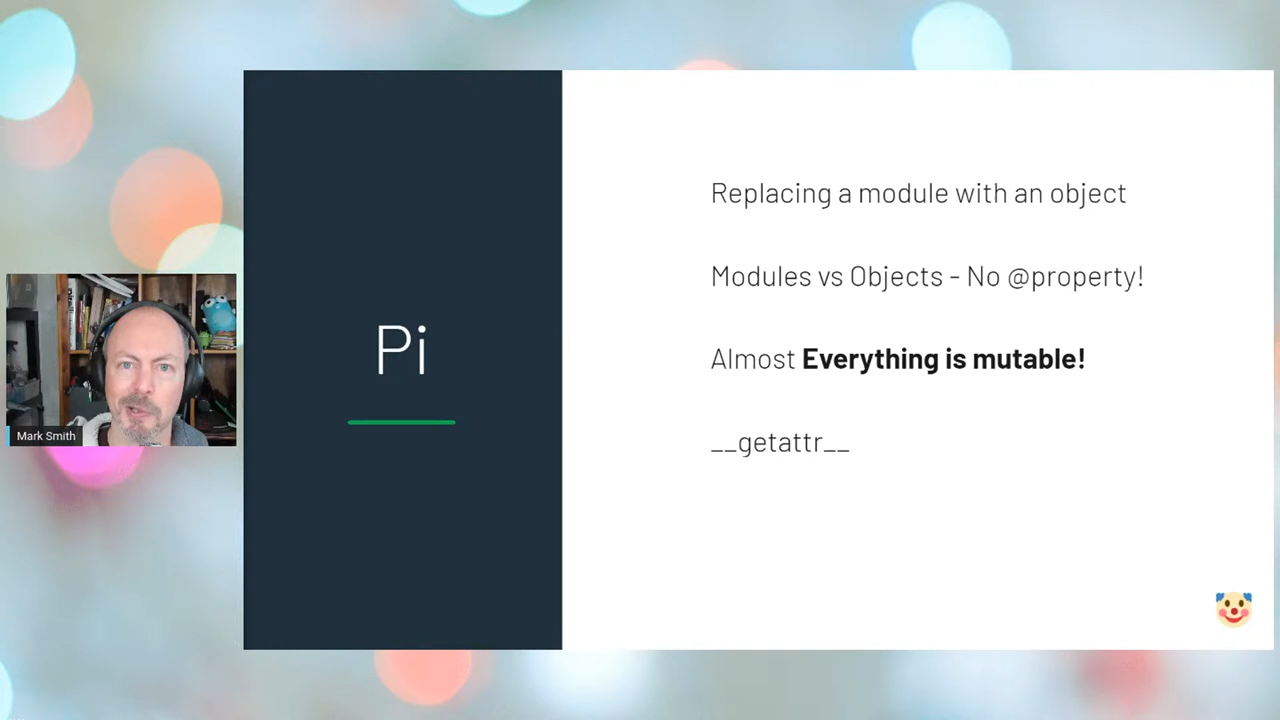 Pi
Replacing a module with an object
Modules vs Objects - No @property!
Almost Everything is mutable!
__getattr__
Mark Smith